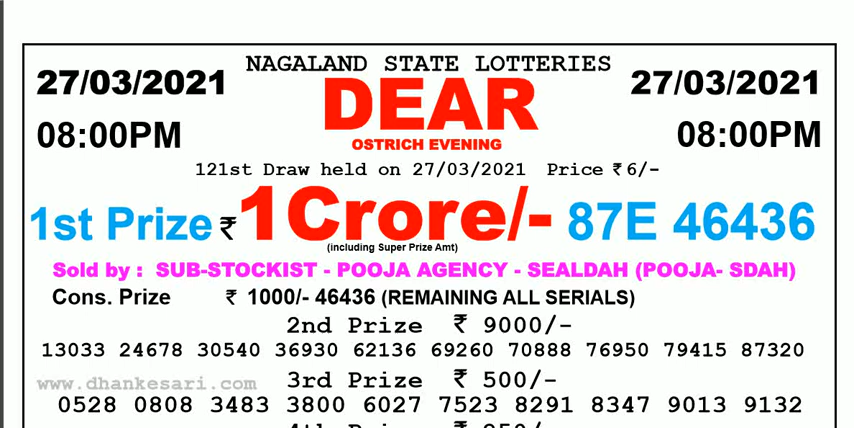 NAGALAND STATE LOTTERIES
27/03/2021 DEAR 27/03/2021
08:00PM OSTRICH EVENING 08:00PM
121st Draw held on 27/03/2021 Price ₹ 6/-
1st Prize ₹ 1Crore/- 87E 46436
(including Super Prize Amt)
Sold by : SUB-STOCKIST - POOJA AGENCY - SEALDAH (POOJA- SDAH)
Cons. Prize ₹ 1000/- 46436 (REMAINING ALL SERIALS)
2nd Prize ₹ 9000/-
13033 24678 30540 36930 62136 69260 70888 76950 79415 87320
www.dhankesari.com 3rd Prize ₹ 500/-
0528 0808 3483 3800 6027 7523 8291 8347 9013 9132